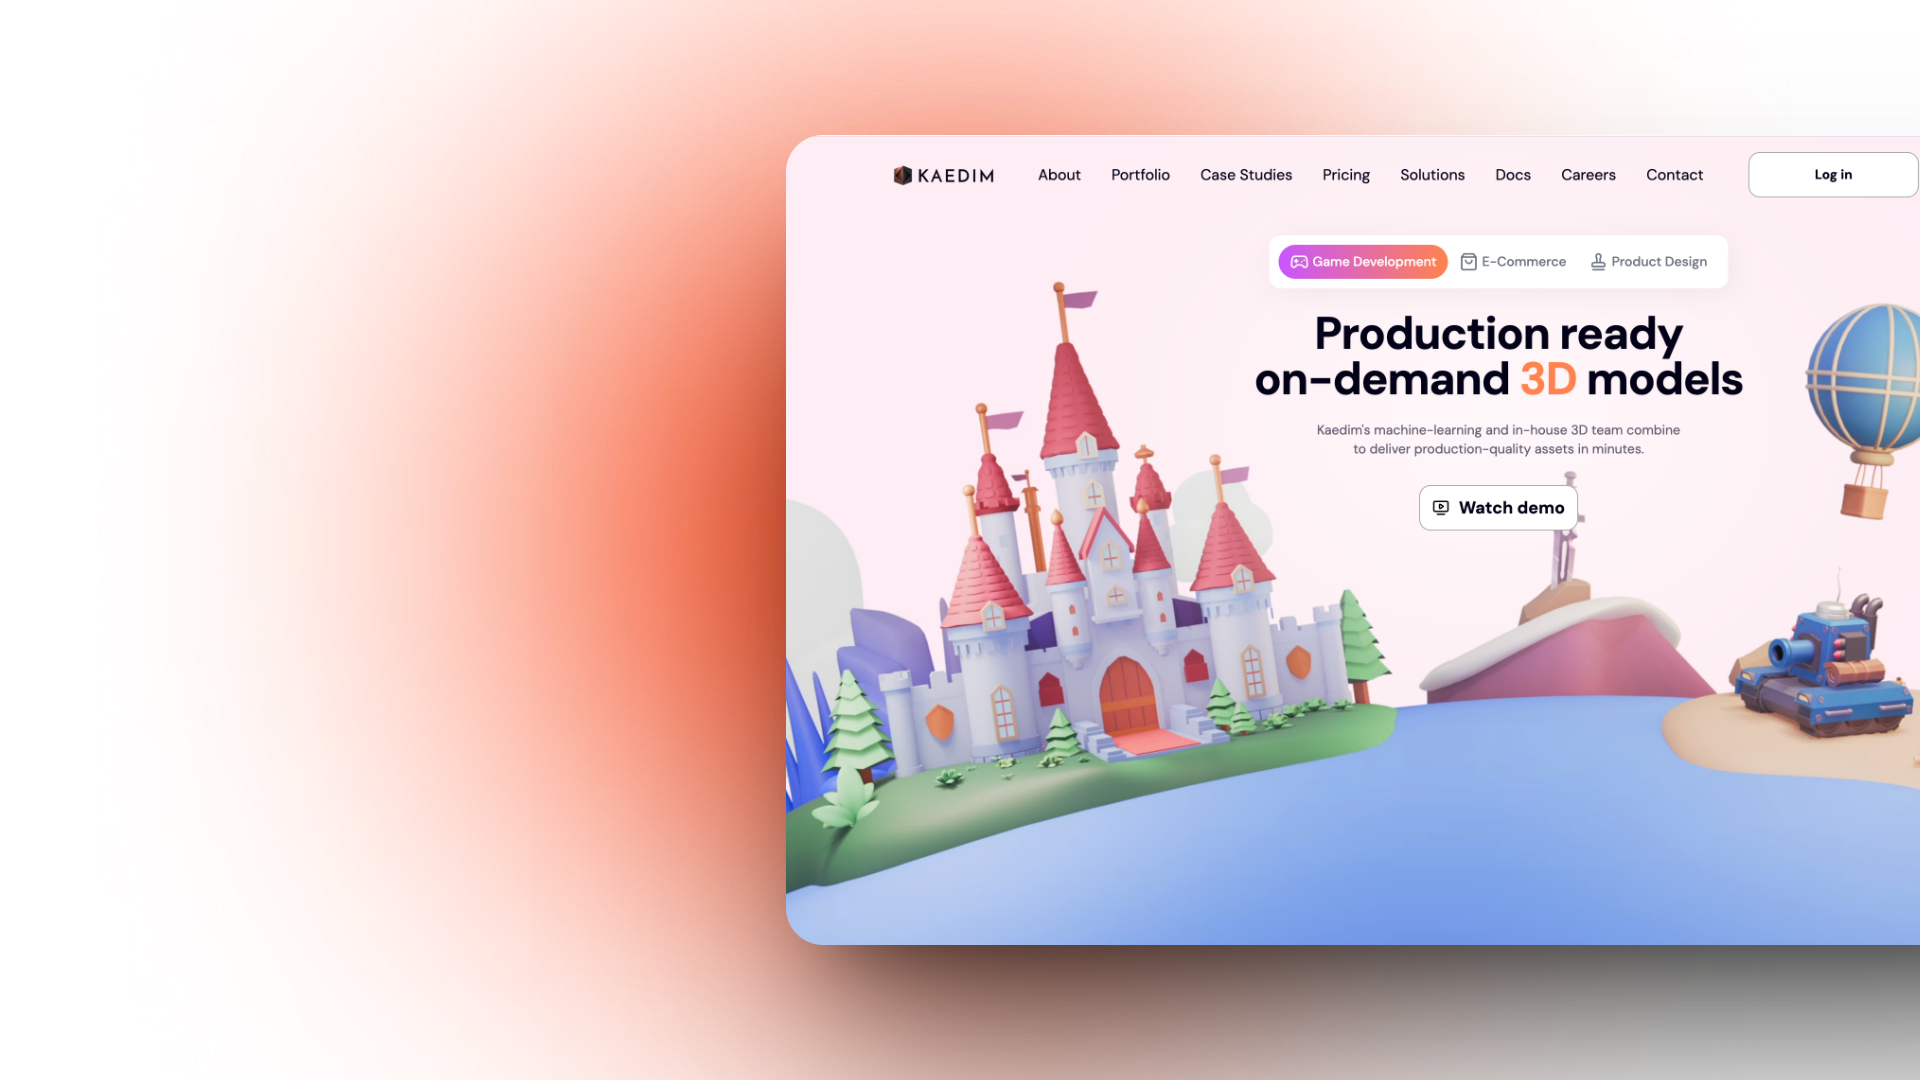 KAEDIM About Portfolio Case Studies Pricing Solutions Docs Careers Contact Log in
Game Development E-Commerce Product Design
Production ready
on-demand 3D models
Kaedim's machine-learning and in-house 3D team combine
to deliver production-quality assets in minutes.
Watch demo